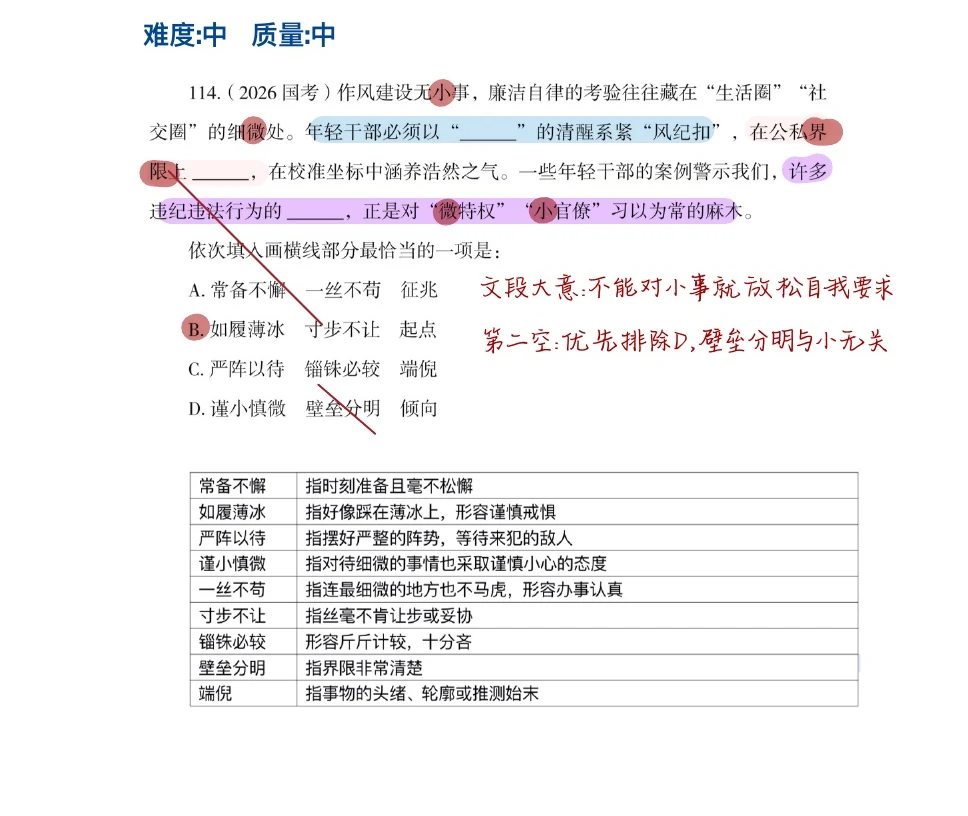 难度:中 质量:中
114.（2026 国考）作风建设无小事，廉洁自律的考验往往藏在“生活圈”“社
交圈”的细微处。年轻干部必须以“______”的清醒系紧“风纪扣”，在公私界
限上 ______，在校准坐标中涵养浩然之气。一些年轻干部的案例警示我们，许多
违纪违法行为的 ______，正是对“微特权”“小官僚”习以为常的麻木。
依次填入画横线部分最恰当的一项是：
A. 常备不懈 一丝不苟 征兆
文段大意:不能对小事就放松自我要求
B. 如履薄冰 寸步不让 起点
第二空:优先排除D,壁垒分明与小无关
C. 严阵以待 锱铢必较 端倪
D. 谨小慎微 壁垒分明 倾向
常备不懈 指时刻准备且毫不松懈
如履薄冰 指好像踩在薄冰上，形容谨慎戒惧
严阵以待 指摆好严整的阵势，等待来犯的敌人
谨小慎微 指对待细微的事情也采取谨慎小心的态度
一丝不苟 指连最细微的地方也不马虎，形容办事认真
寸步不让 指丝毫不肯让步或妥协
锱铢必较 形容斤斤计较，十分吝
壁垒分明 指界限非常清楚
端倪 指事物的头绪、轮廓或推测始末